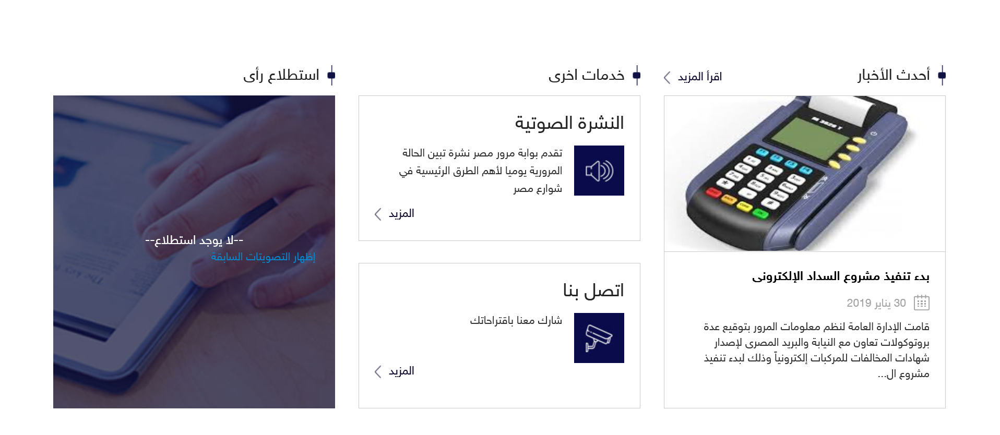 أحدث الأخبار
اقرأ المزيد
M 3020 T
بدء تنفيذ مشروع السداد الإلكترونى
30 يناير 2019
قامت الإدارة العامة لنظم معلومات المرور بتوقيع عدة
بروتوكولات تعاون مع النيابة والبريد المصرى لإصدار
شهادات المخالفات للمركبات إلكترونياً وذلك لبدء تنفيذ
مشروع ال...
خدمات اخرى
النشرة الصوتية
تقدم بوابة مرور مصر نشرة تبين الحالة
المرورية يوميا لأهم الطرق الرئيسية في
شوارع مصر
المزيد
اتصل بنا
شارك معنا باقتراحاتك
المزيد
استطلاع رأى
--لا يوجد استطلاع--
إظهار التصويتات السابقة